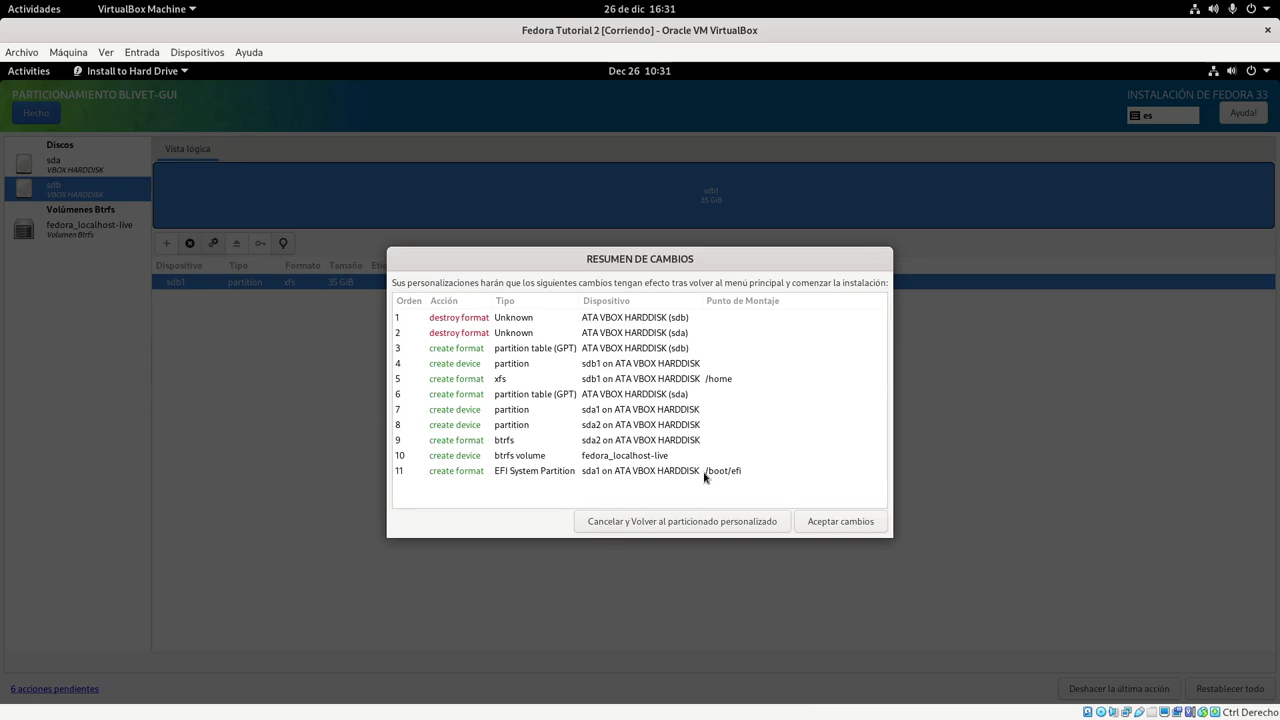 Actividades VirtualBox Machine 26 de dic 16:31
Fedora Tutorial 2 [Corriendo] - Oracle VM VirtualBox
Archivo Máquina Ver Entrada Dispositivos Ayuda
Activities Install to Hard Drive Dec 26 10:31
PARTICIONAMIENTO BLIVET-GUI INSTALACIÓN DE FEDORA 33
Hecho es Ayuda!
Discos
sda
VBOX HARDDISK
sdb
VBOX HARDDISK
Volúmenes Btrfs
fedora_localhost-live
Volumen Btrfs
Vista lógica
sdb1
35 GiB
Dispositivo Tipo Formato Tamaño
sdb1 partition xfs 35 GiB
RESUMEN DE CAMBIOS
Sus personalizaciones harán que los siguientes cambios tengan efecto tras volver al menú principal y comenzar la instalación:
Orden Acción Tipo Dispositivo Punto de Montaje
1 destroy format Unknown ATA VBOX HARDDISK (sdb)
2 destroy format Unknown ATA VBOX HARDDISK (sda)
3 create format partition table (GPT) ATA VBOX HARDDISK (sdb)
4 create device partition sdb1 on ATA VBOX HARDDISK
5 create format xfs sdb1 on ATA VBOX HARDDISK /home
6 create format partition table (GPT) ATA VBOX HARDDISK (sda)
7 create device partition sda1 on ATA VBOX HARDDISK
8 create device partition sda2 on ATA VBOX HARDDISK
9 create format btrfs sda2 on ATA VBOX HARDDISK
10 create device btrfs volume fedora_localhost-live
11 create format EFI System Partition sda1 on ATA VBOX HARDDISK /boot/efi
Cancelar y Volver al particionado personalizado Aceptar cambios
6 acciones pendientes Deshacer la última acción Restablecer todo
Ctrl Derecho